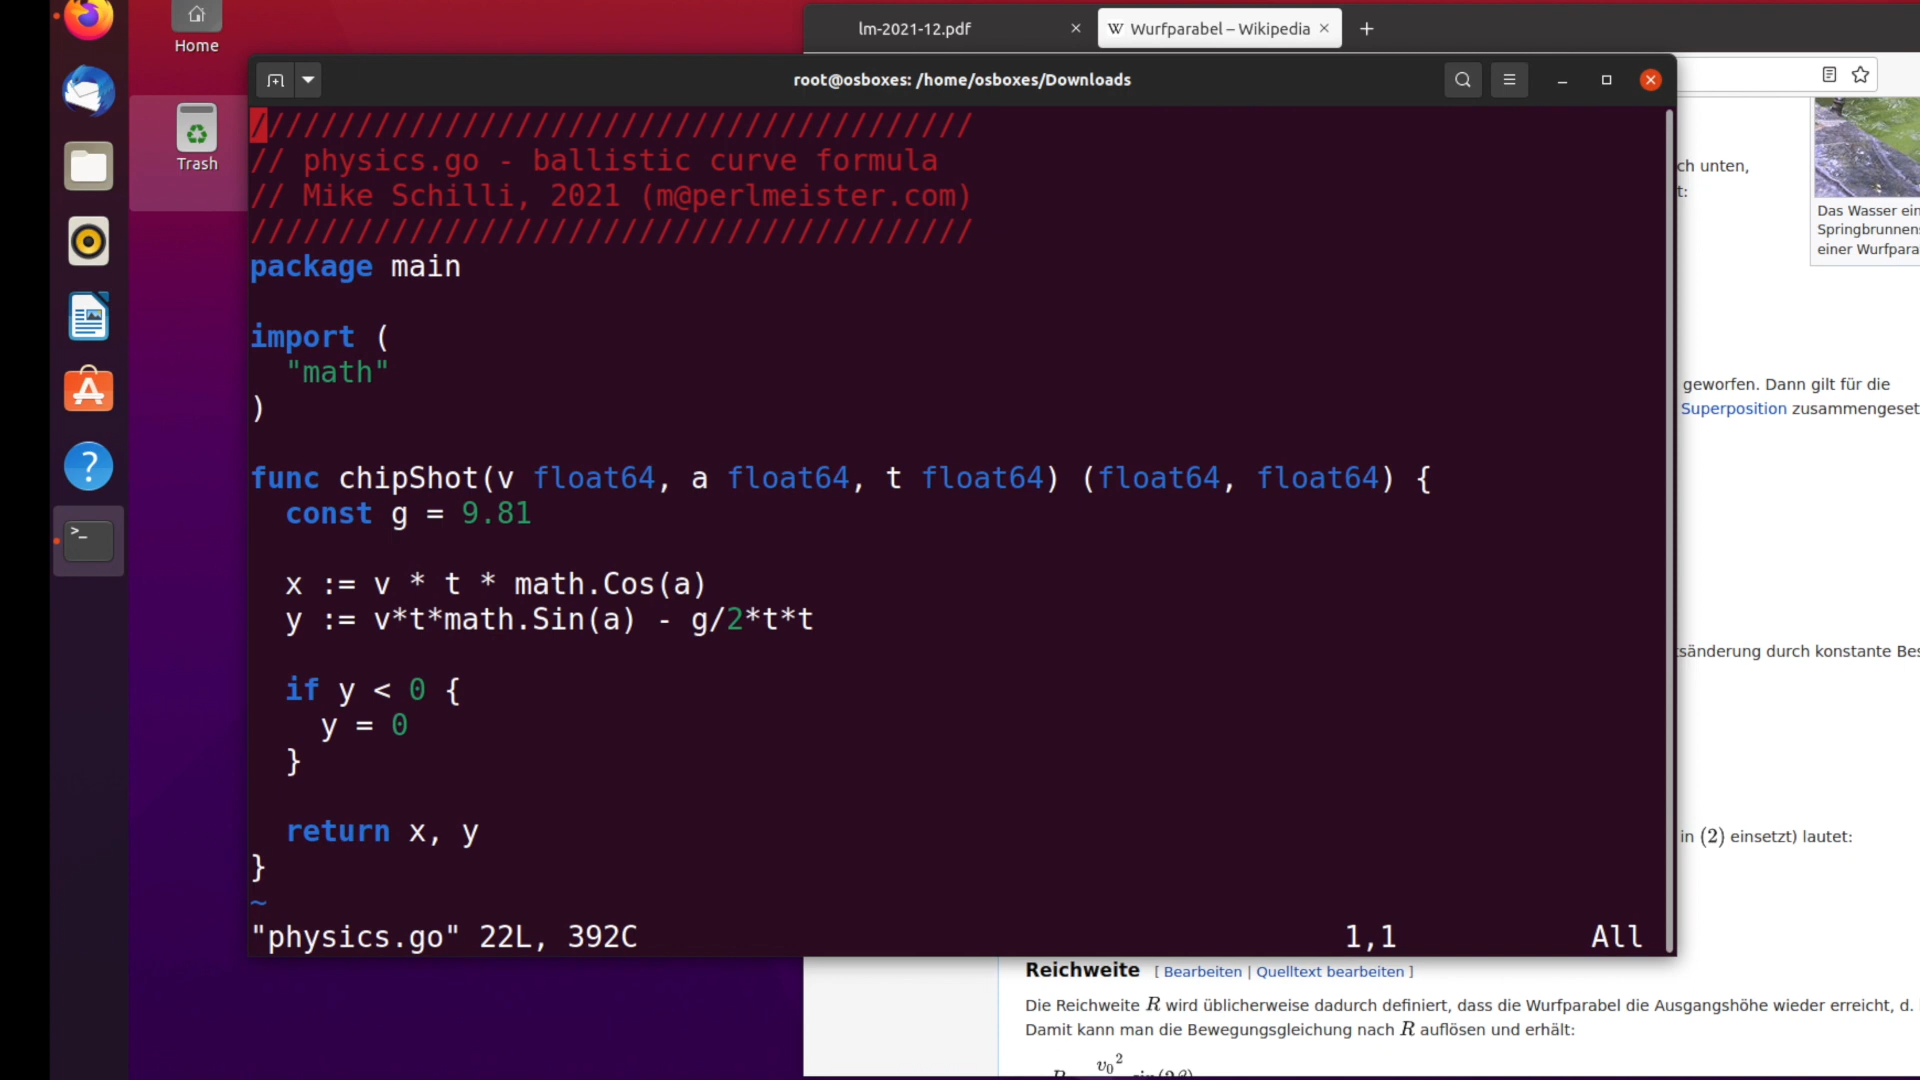 Home
Trash
lm-2021-12.pdf
Wurfparabel – Wikipedia
root@osboxes: /home/osboxes/Downloads
/////////////////////////////////////////
// physics.go - ballistic curve formula
// Mike Schilli, 2021 (m@perlmeister.com)
/////////////////////////////////////////
package main
import (
"math"
)
func chipShot(v float64, a float64, t float64) (float64, float64) {
const g = 9.81
x := v * t * math.Cos(a)
y := v*t*math.Sin(a) - g/2*t*t
if y < 0 {
y = 0
}
return x, y
}
~
"physics.go" 22L, 392C 1,1 All
ch unten,
t:
Das Wasser ein
Springbrunnens
einer Wurfpara
geworfen. Dann gilt für die
Superposition zusammengeset
tsänderung durch konstante Bes
in (2) einsetzt) lautet:
Reichweite [ Bearbeiten | Quelltext bearbeiten ]
Die Reichweite R wird üblicherweise dadurch definiert, dass die Wurfparabel die Ausgangshöhe wieder erreicht, d.
Damit kann man die Bewegungsgleichung nach R auflösen und erhält: